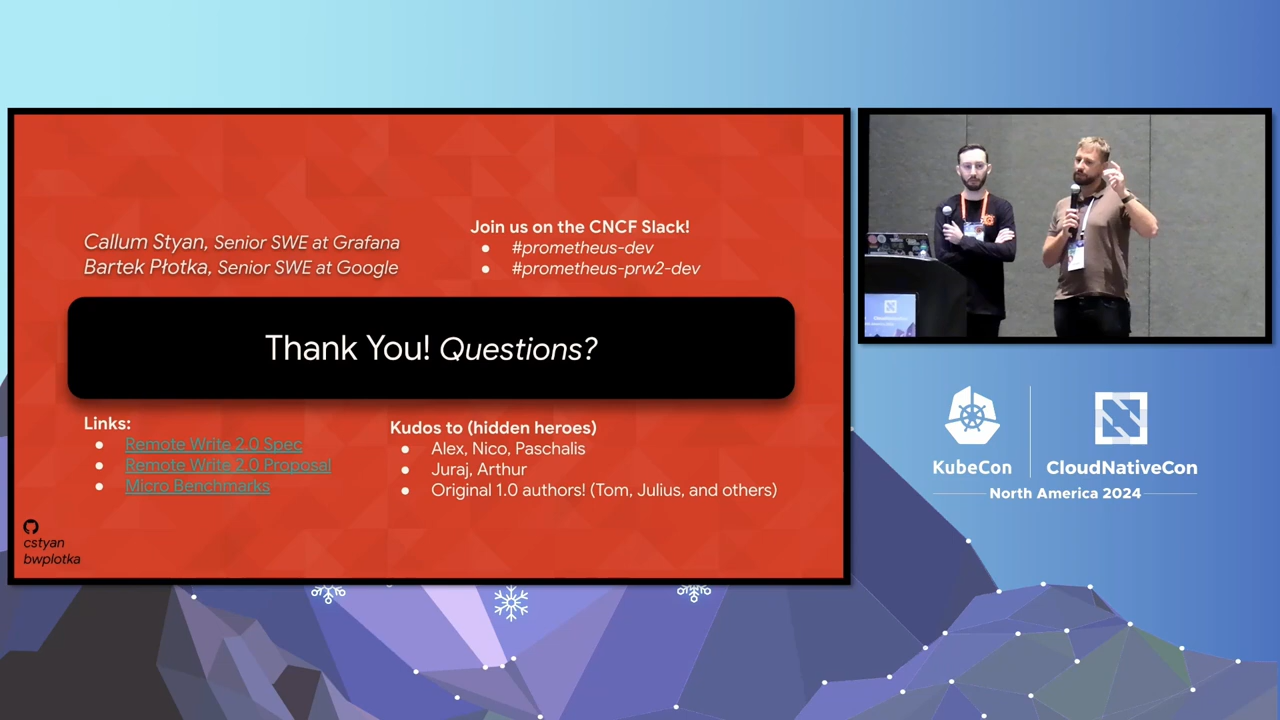 Callum Styan, Senior SWE at Grafana
Bartek Płotka, Senior SWE at Google
Join us on the CNCF Slack!
#prometheus-dev
#prometheus-prw2-dev
Thank You! Questions?
Links:
Remote Write 2.0 Spec
Remote Write 2.0 Proposal
Micro Benchmarks
Kudos to (hidden heroes)
Alex, Nico, Paschalis
Juraj, Arthur
Original 1.0 authors! (Tom, Julius, and others)
cstyan
bwplotka
CloudNativeCon
KubeCon
CloudNativeCon
North America 2024